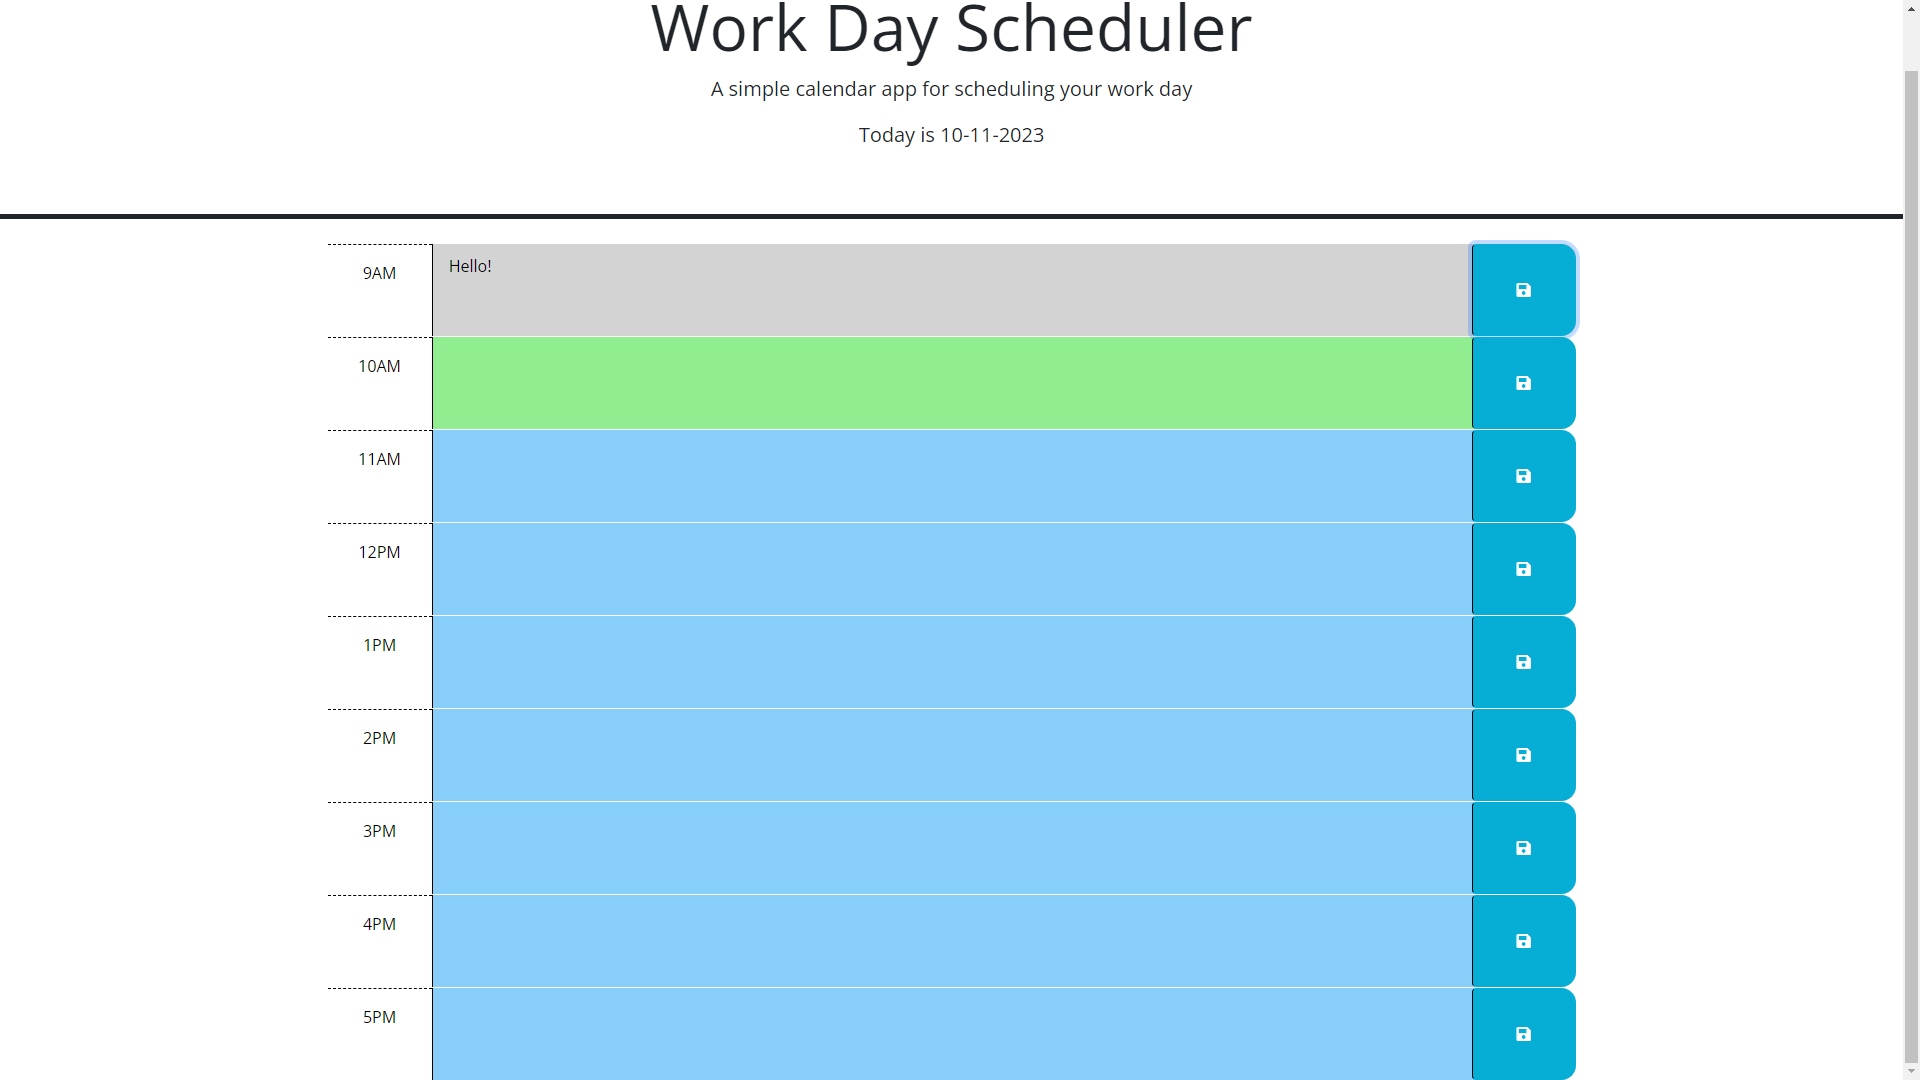 Work Day Scheduler
A simple calendar app for scheduling your work day
Today is 10-11-2023
9AM
Hello!
10AM
11AM
12PM
1PM
2PM
3PM
4PM
5PM